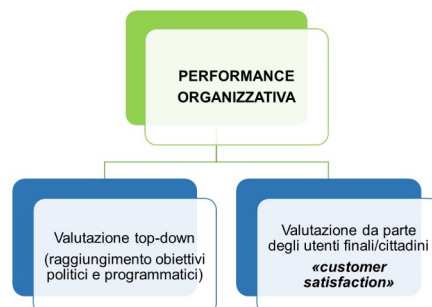 PERFORMANCE
ORGANIZZATIVA
Valutazione top-down
(raggiungimento obiettivi
politici e programmatici)
Valutazione da parte
degli utenti finali/cittadini
«customer
satisfaction»